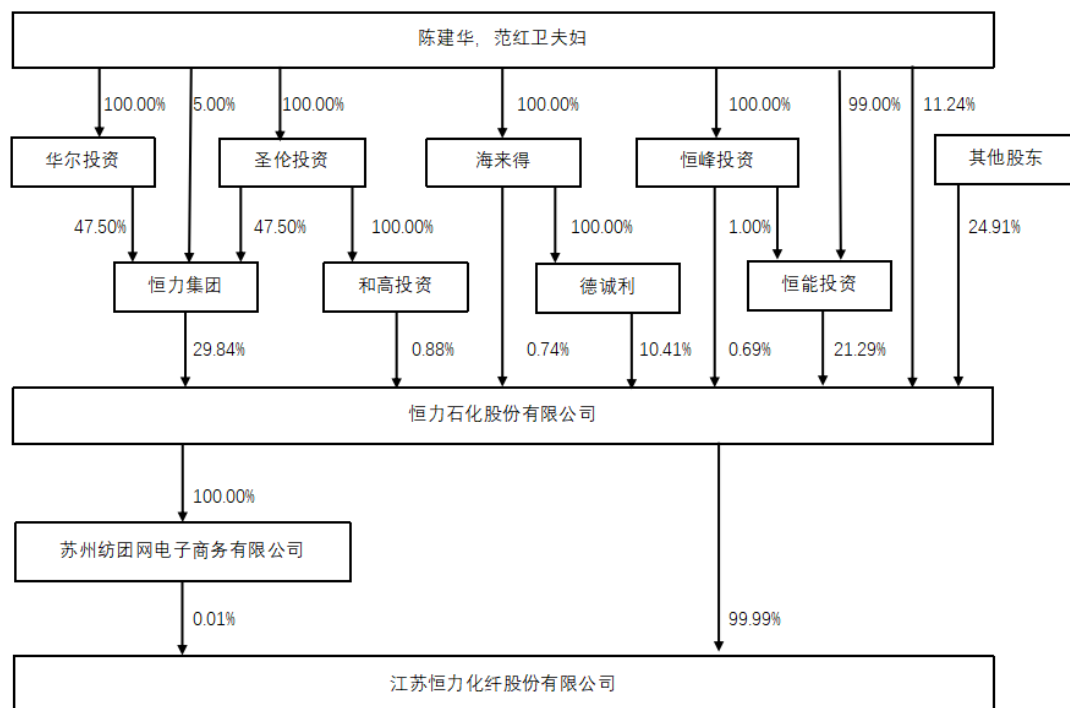 陈建华，范红卫夫妇
100.00%
5.00%
100.00%
100.00%
100.00%
99.00%
11.24%
华尔投资
圣伦投资
海来得
恒峰投资
其他股东
47.50%
47.50%
100.00%
100.00%
1.00%
24.91%
恒力集团
和高投资
德诚利
恒能投资
29.84%
0.88%
0.74%
10.41%
0.69%
21.29%
恒力石化股份有限公司
100.00%
苏州纺团网电子商务有限公司
0.01%
99.99%
江苏恒力化纤股份有限公司